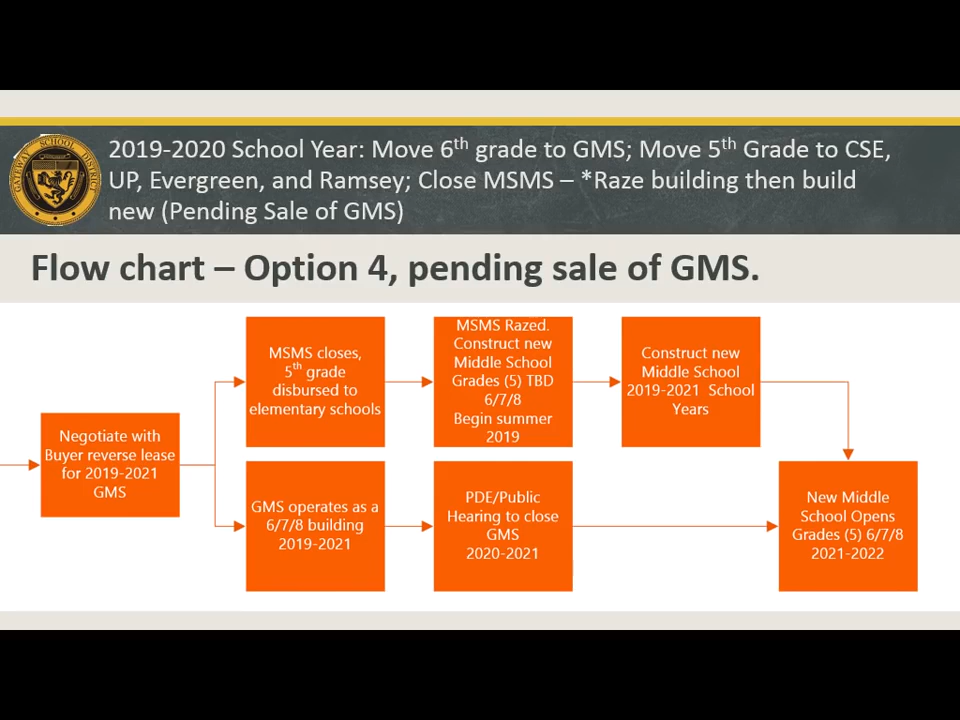 GATEWAY SCHOOL DISTRICT
2019-2020 School Year: Move 6th grade to GMS; Move 5th Grade to CSE,
UP, Evergreen, and Ramsey; Close MSMS – *Raze building then build
new (Pending Sale of GMS)
Flow chart – Option 4, pending sale of GMS.
Negotiate with
Buyer reverse lease
for 2019-2021
GMS
MSMS closes,
5th grade
disbursed to
elementary schools
MSMS Razed.
Construct new
Middle School
Grades (5) TBD
6/7/8
Begin summer
2019
Construct new
Middle School
2019-2021 School
Years
GMS operates as a
6/7/8 building
2019-2021
PDE/Public
Hearing to close
GMS
2020-2021
New Middle
School Opens
Grades (5) 6/7/8
2021-2022